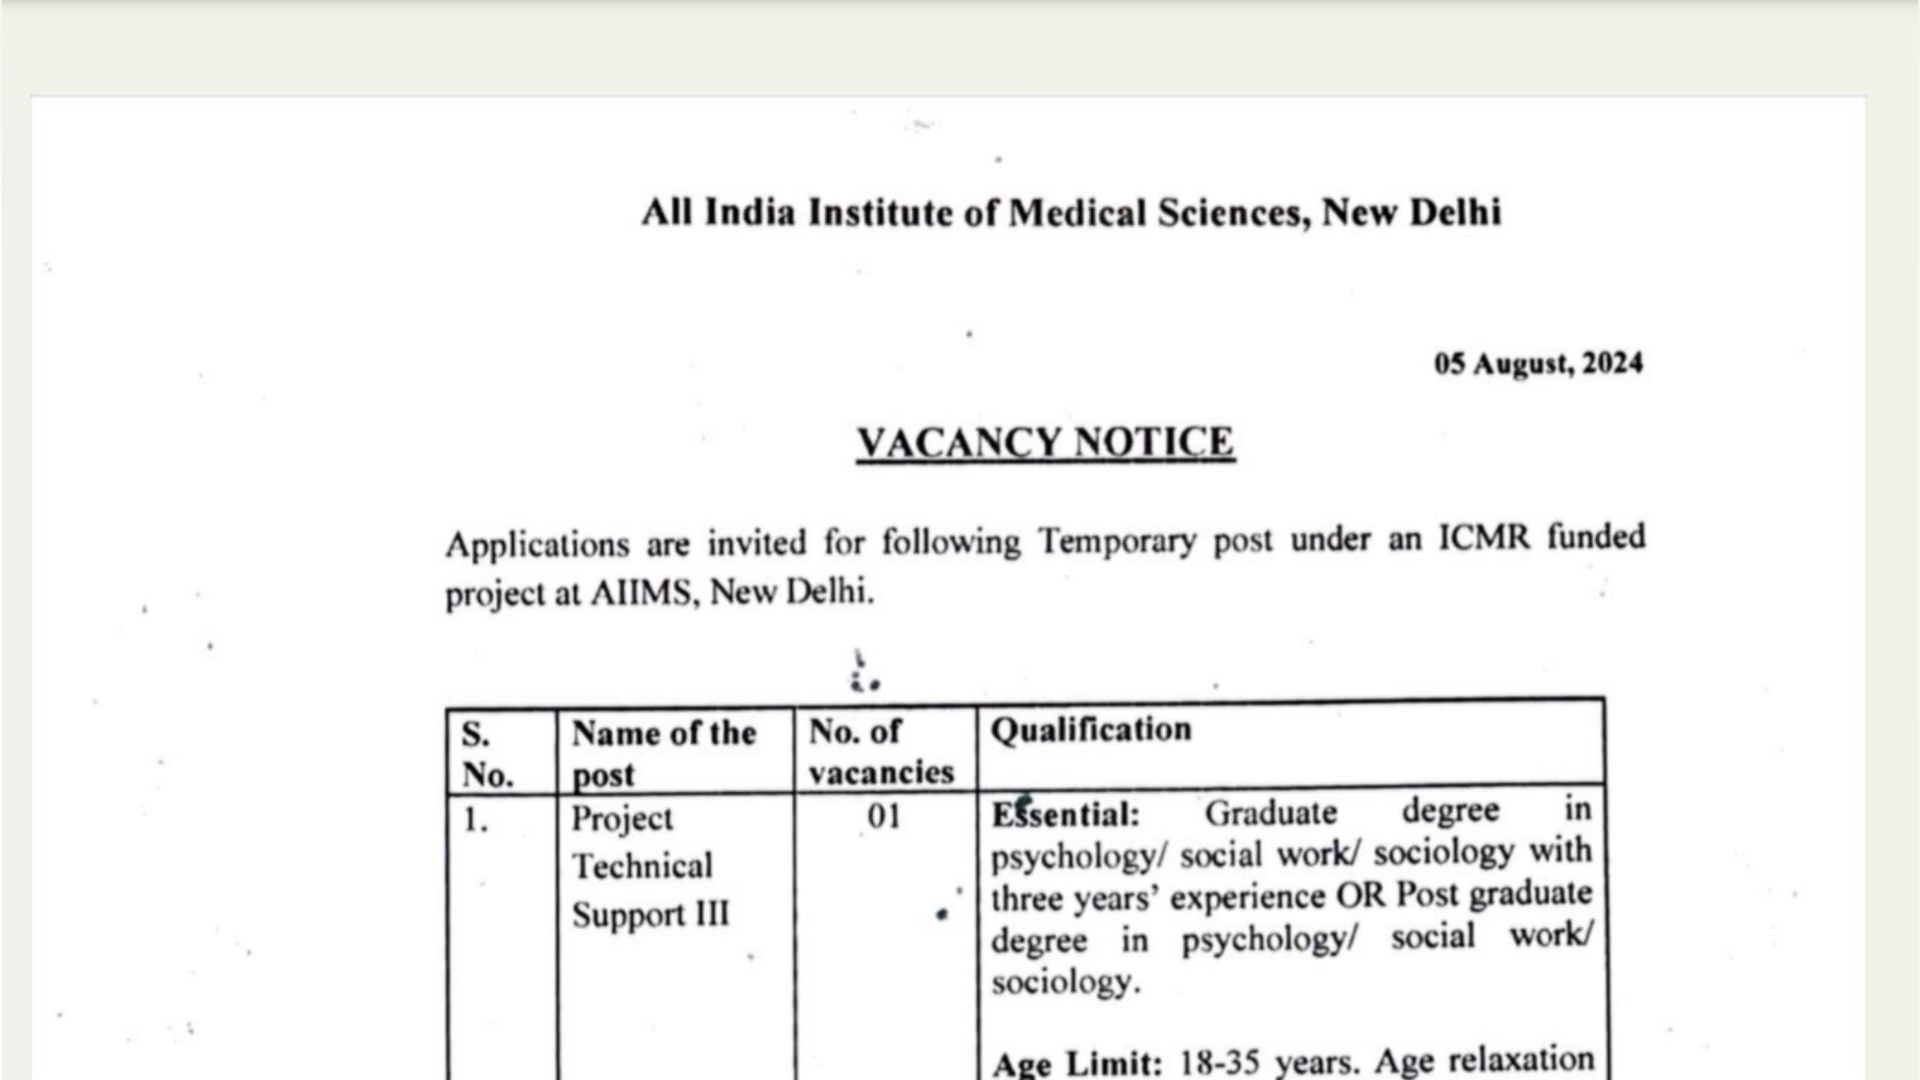 All India Institute of Medical Sciences, New Delhi
05 August, 2024
VACANCY NOTICE
Applications are invited for following Temporary post under an ICMR funded
project at AIIMS, New Delhi.
S. No.
Name of the post
No. of vacancies
Qualification
1.
Project
Technical
Support III
01
Essential: Graduate degree in
psychology/ social work/ sociology with
three years' experience OR Post graduate
degree in psychology/ social work/
sociology.
Age Limit: 18-35 years. Age relaxation